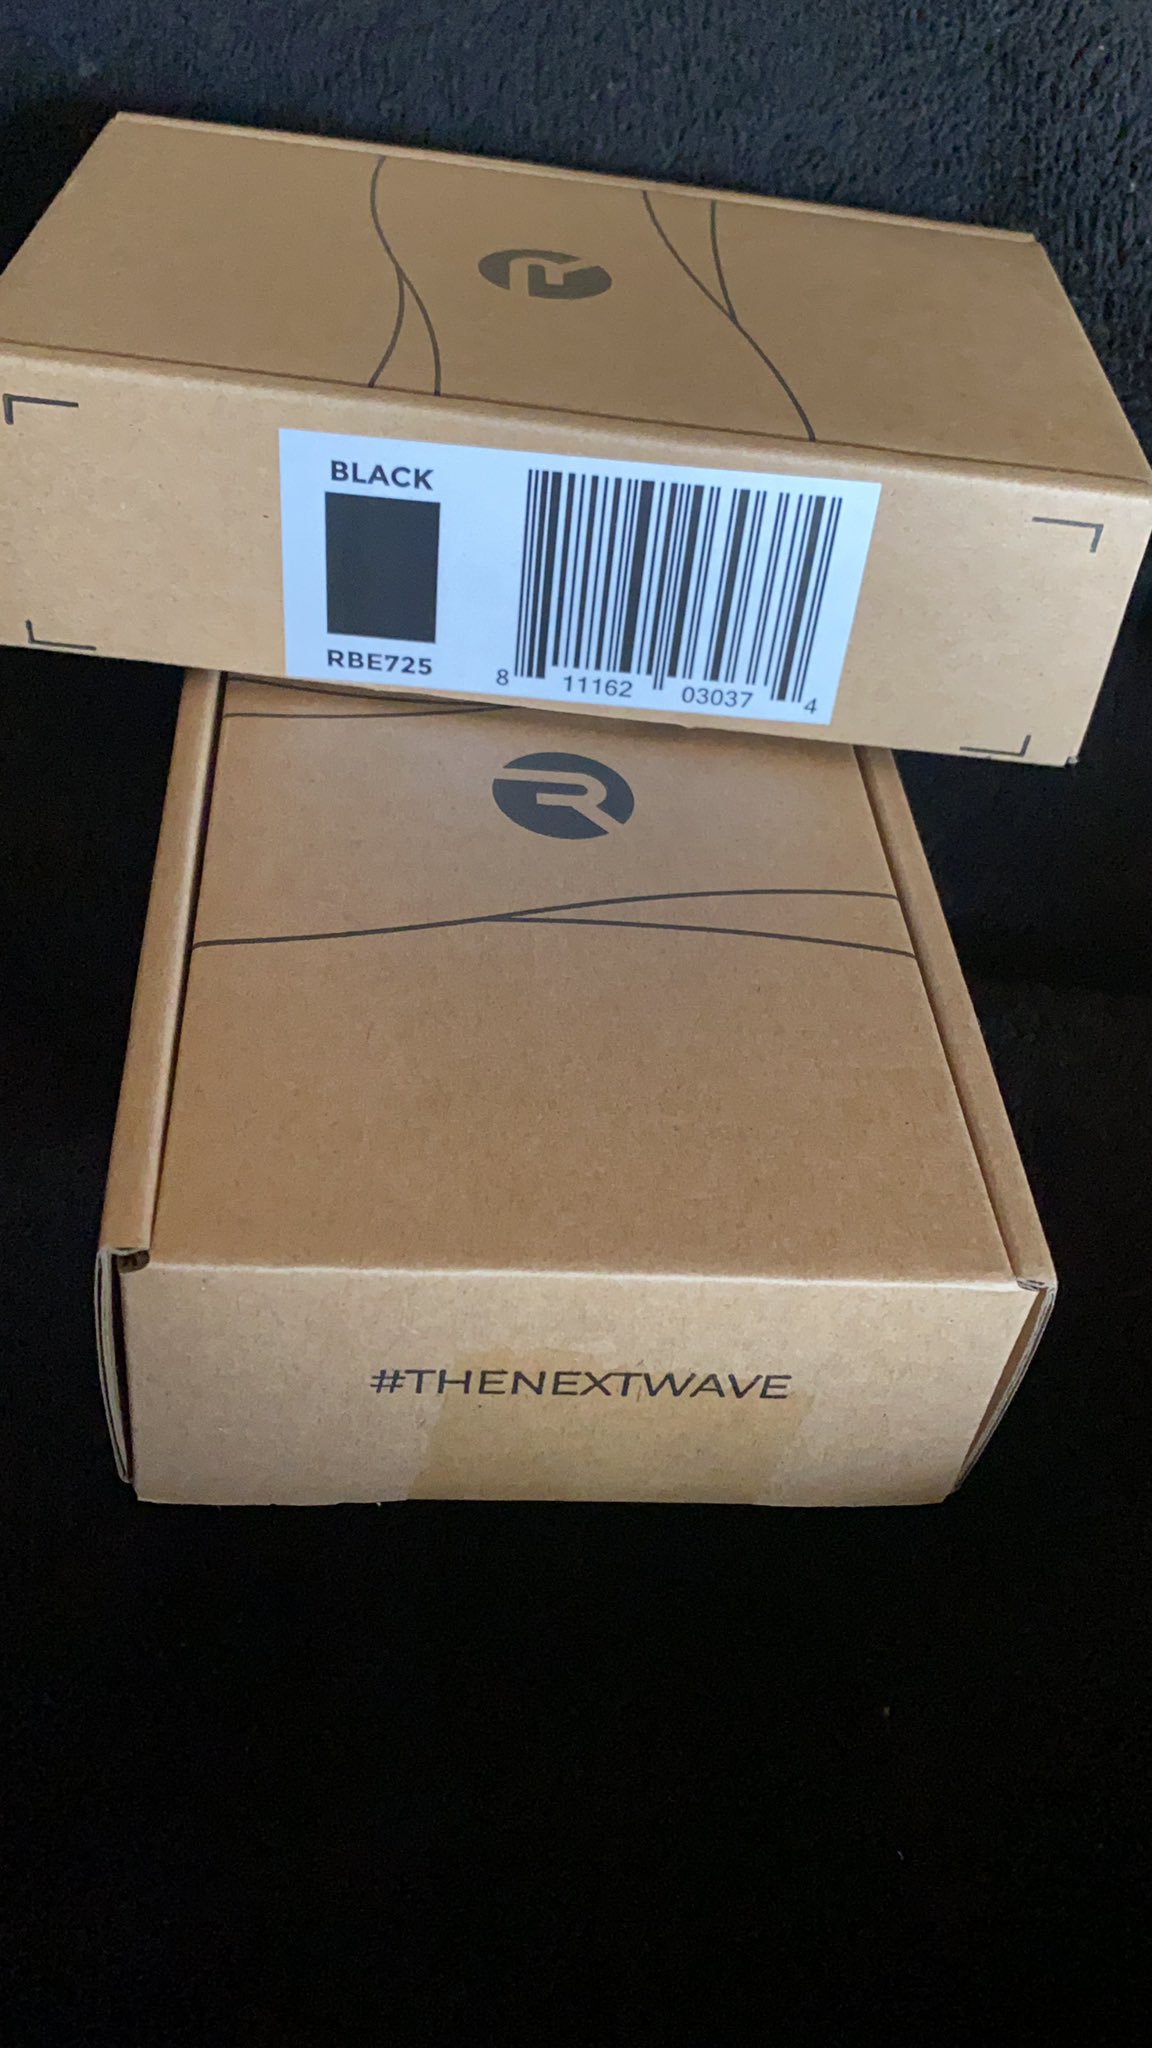 BLACK
RBE725
8 11162 03037 4
R
#THENEXTWAVE